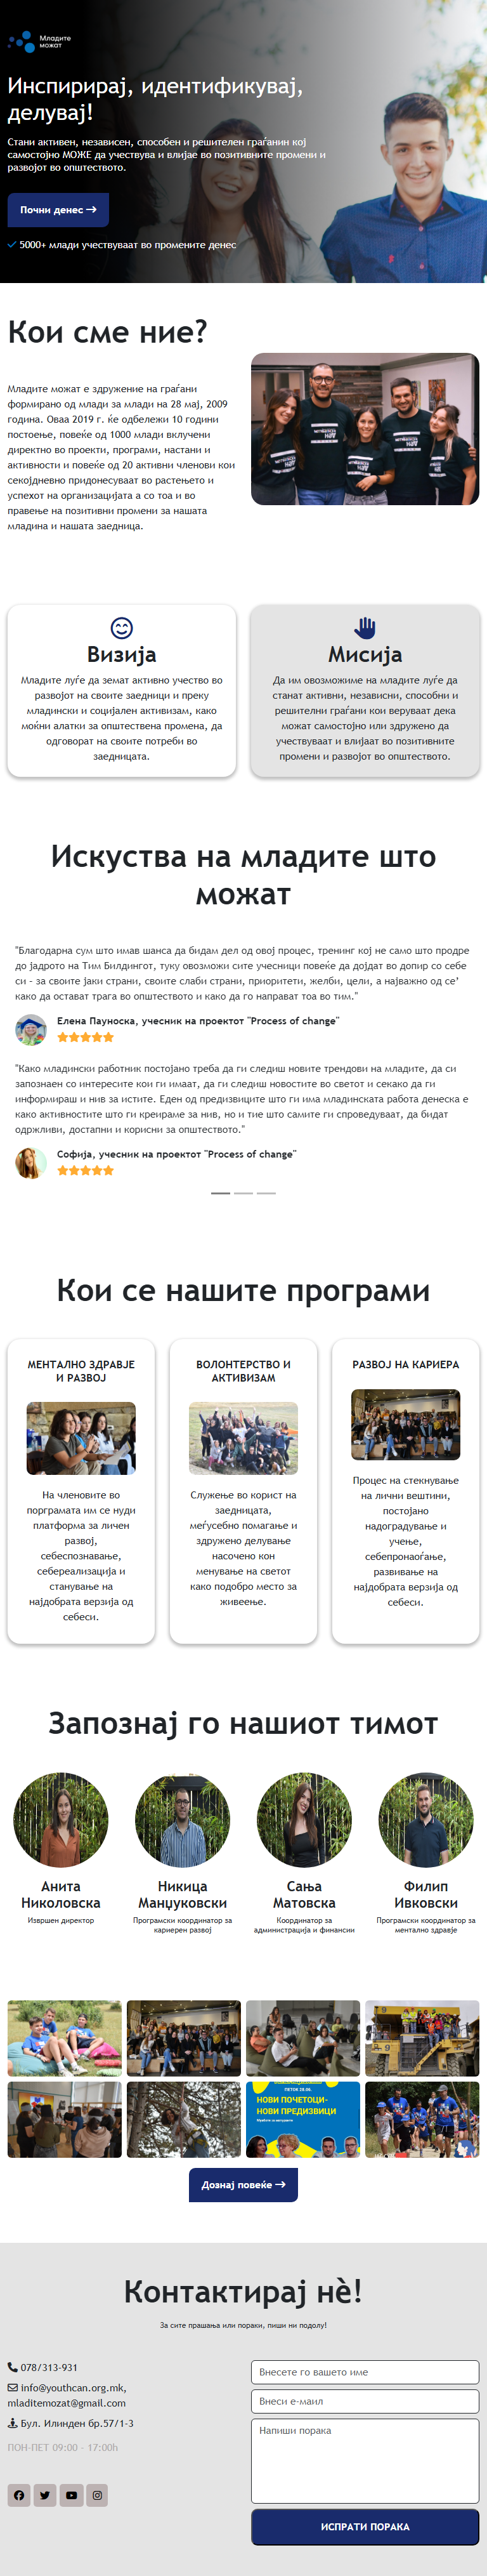 Младите
можат
Инспирирај, идентификувај,
делувај!
Стани активен, независен, способен и решителен граѓанин кој
самостојно МОЖЕ да учествува и влијае во позитивните промени и
развојот во општеството.
Почни денес →
5000+ млади учествуваат во промените денес
Кои сме ние?
Младите можат е здружение на граѓани
формирано од млади за млади на 28 мај, 2009
година. Оваа 2019 г. ќе одбележи 10 години
постоење, повеќе од 1000 млади вклучени
директно во проекти, програми, настани и
активности и повеќе од 20 активни членови кои
секојдневно придонесуваат во растењето и
успехот на организацијата а со тоа и во
правење на позитивни промени за нашата
младина и нашата заедница.
Визија
Младите луѓе да земат активно учество во
развојот на своите заедници и преку
младински и социјален активизам, како
моќни алатки за општествена промена, да
одговорат на своите потреби во
заедницата.
Мисија
Да им овозможиме на младите луѓе да
станат активни, независни, способни и
решителни граѓани кои веруваат дека
можат самостојно или здружено да
учествуваат и влијаат во позитивните
промени и развојот во општеството.
Искуства на младите што
можат
"Благодарна сум што имав шанса да бидам дел од овој процес, тренинг кој не само што продре
до јадрото на Тим Билдингот, туку овозможи сите учесници повеќе да дојдат во допир со себе
си – за своите јаки страни, своите слаби страни, приоритети, желби, цели, а најважно од се’
како да остават трага во општеството и како да го направат тоа во тим."
Елена Пауноска, учесник на проектот "Process of change"
"Како младински работник постојано треба да ги следиш новите трендови на младите, да си
запознаен со интересите кои ги имаат, да ги следиш новостите во светот и секако да ги
информираш и нив за истите. Еден од предизвиците што ги има младинската работа денеска е
како активностите што ги креираме за нив, но и тие што самите ги спроведуваат, да бидат
одржливи, достапни и корисни за општеството."
Софија, учесник на проектот "Process of change"
Кои се нашите програми
МЕНТАЛНО ЗДРАВЈЕ
И РАЗВОЈ
На членовите во
порграмата им се нуди
платформа за личен
развој,
себеспознавање,
себереализација и
станување на
најдобрата верзија од
себеси.
ВОЛОНТЕРСТВО И
АКТИВИЗАМ
Служење во корист на
заедницата,
меѓусебно помагање и
здружено делување
насочено кон
менување на светот
како подобро место за
живеење.
РАЗВОЈ НА КАРИЕРА
Процес на стекнување
на лични вештини,
постојано
надоградување и
учење,
себепронаоѓање,
развивање на
најдобрата верзија од
себеси.
Запознај го нашиот тимот
Анита
Николовска
Извршен директор
Никица
Манџуковски
Програмски координатор за
кариерен развој
Сања
Матовска
Координатор за
администрација и финансии
Филип
Ивковски
Програмски координатор за
ментално здравје
ПЕТОК 28.08.
НОВИ ПОЧЕТОЦИ-
НОВИ ПРЕДИЗВИЦИ
Дознај повеќе →
Контактирај нѐ!
За сите прашања или пораки, пиши ни подолу!
078/313-931
info@youthcan.org.mk,
mladitemozat@gmail.com
Бул. Илинден бр.57/1-3
ПОН-ПЕТ 09:00 - 17:00h
Внесете го вашето име
Внеси е-маил
Напиши порака
ИСПРАТИ ПОРАКА